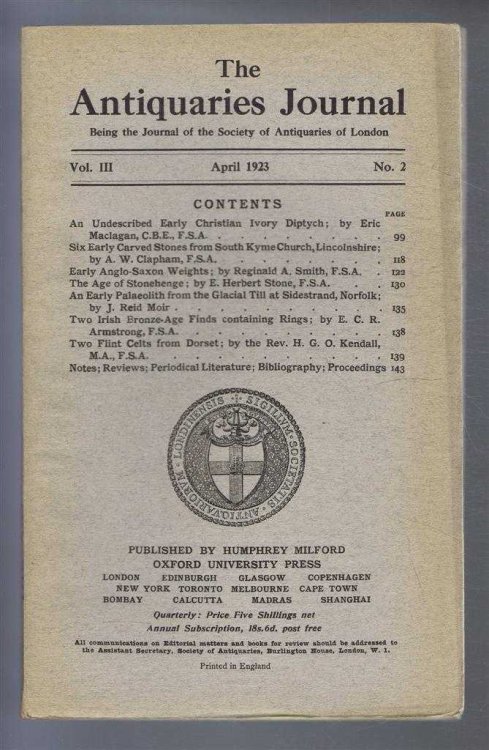 The
Antiquaries Journal
Being the Journal of the Society of Antiquaries of London
Vol. III April 1923 No. 2
CONTENTS
PAGE
An Undescribed Early Christian Ivory Diptych; by Eric
Maclagan, C.B.E., F.S.A. . . . . . . . 99
Six Early Carved Stones from South Kyme Church, Lincolnshire;
by A. W. Clapham, F.S.A. . . . . . . . 118
Early Anglo-Saxon Weights; by Reginald A. Smith, F.S.A. . 122
The Age of Stonehenge; by E. Herbert Stone, F.S.A. . . 130
An Early Palaeolith from the Glacial Till at Sidestrand, Norfolk;
by J. Reid Moir . . . . . . . . 135
Two Irish Bronze-Age Finds containing Rings; by E. C. R.
Armstrong, F.S.A. . . . . . . . 138
Two Flint Celts from Dorset; by the Rev. H. G. O. Kendall,
M.A., F.S.A. . . . . . . . 139
Notes; Reviews; Periodical Literature; Bibliography; Proceedings 143
SIGILLVM · SOCIETATIS · ANTIQVARIORVM · LONDINENSIS
PUBLISHED BY HUMPHREY MILFORD
OXFORD UNIVERSITY PRESS
LONDON EDINBURGH GLASGOW COPENHAGEN
NEW YORK TORONTO MELBOURNE CAPE TOWN
BOMBAY CALCUTTA MADRAS SHANGHAI
Quarterly: Price Five Shillings net
Annual Subscription, 18s.6d. post free
All communications on Editorial matters and books for review should be addressed to
the Assistant Secretary, Society of Antiquaries, Burlington House, London, W. 1.
Printed in England